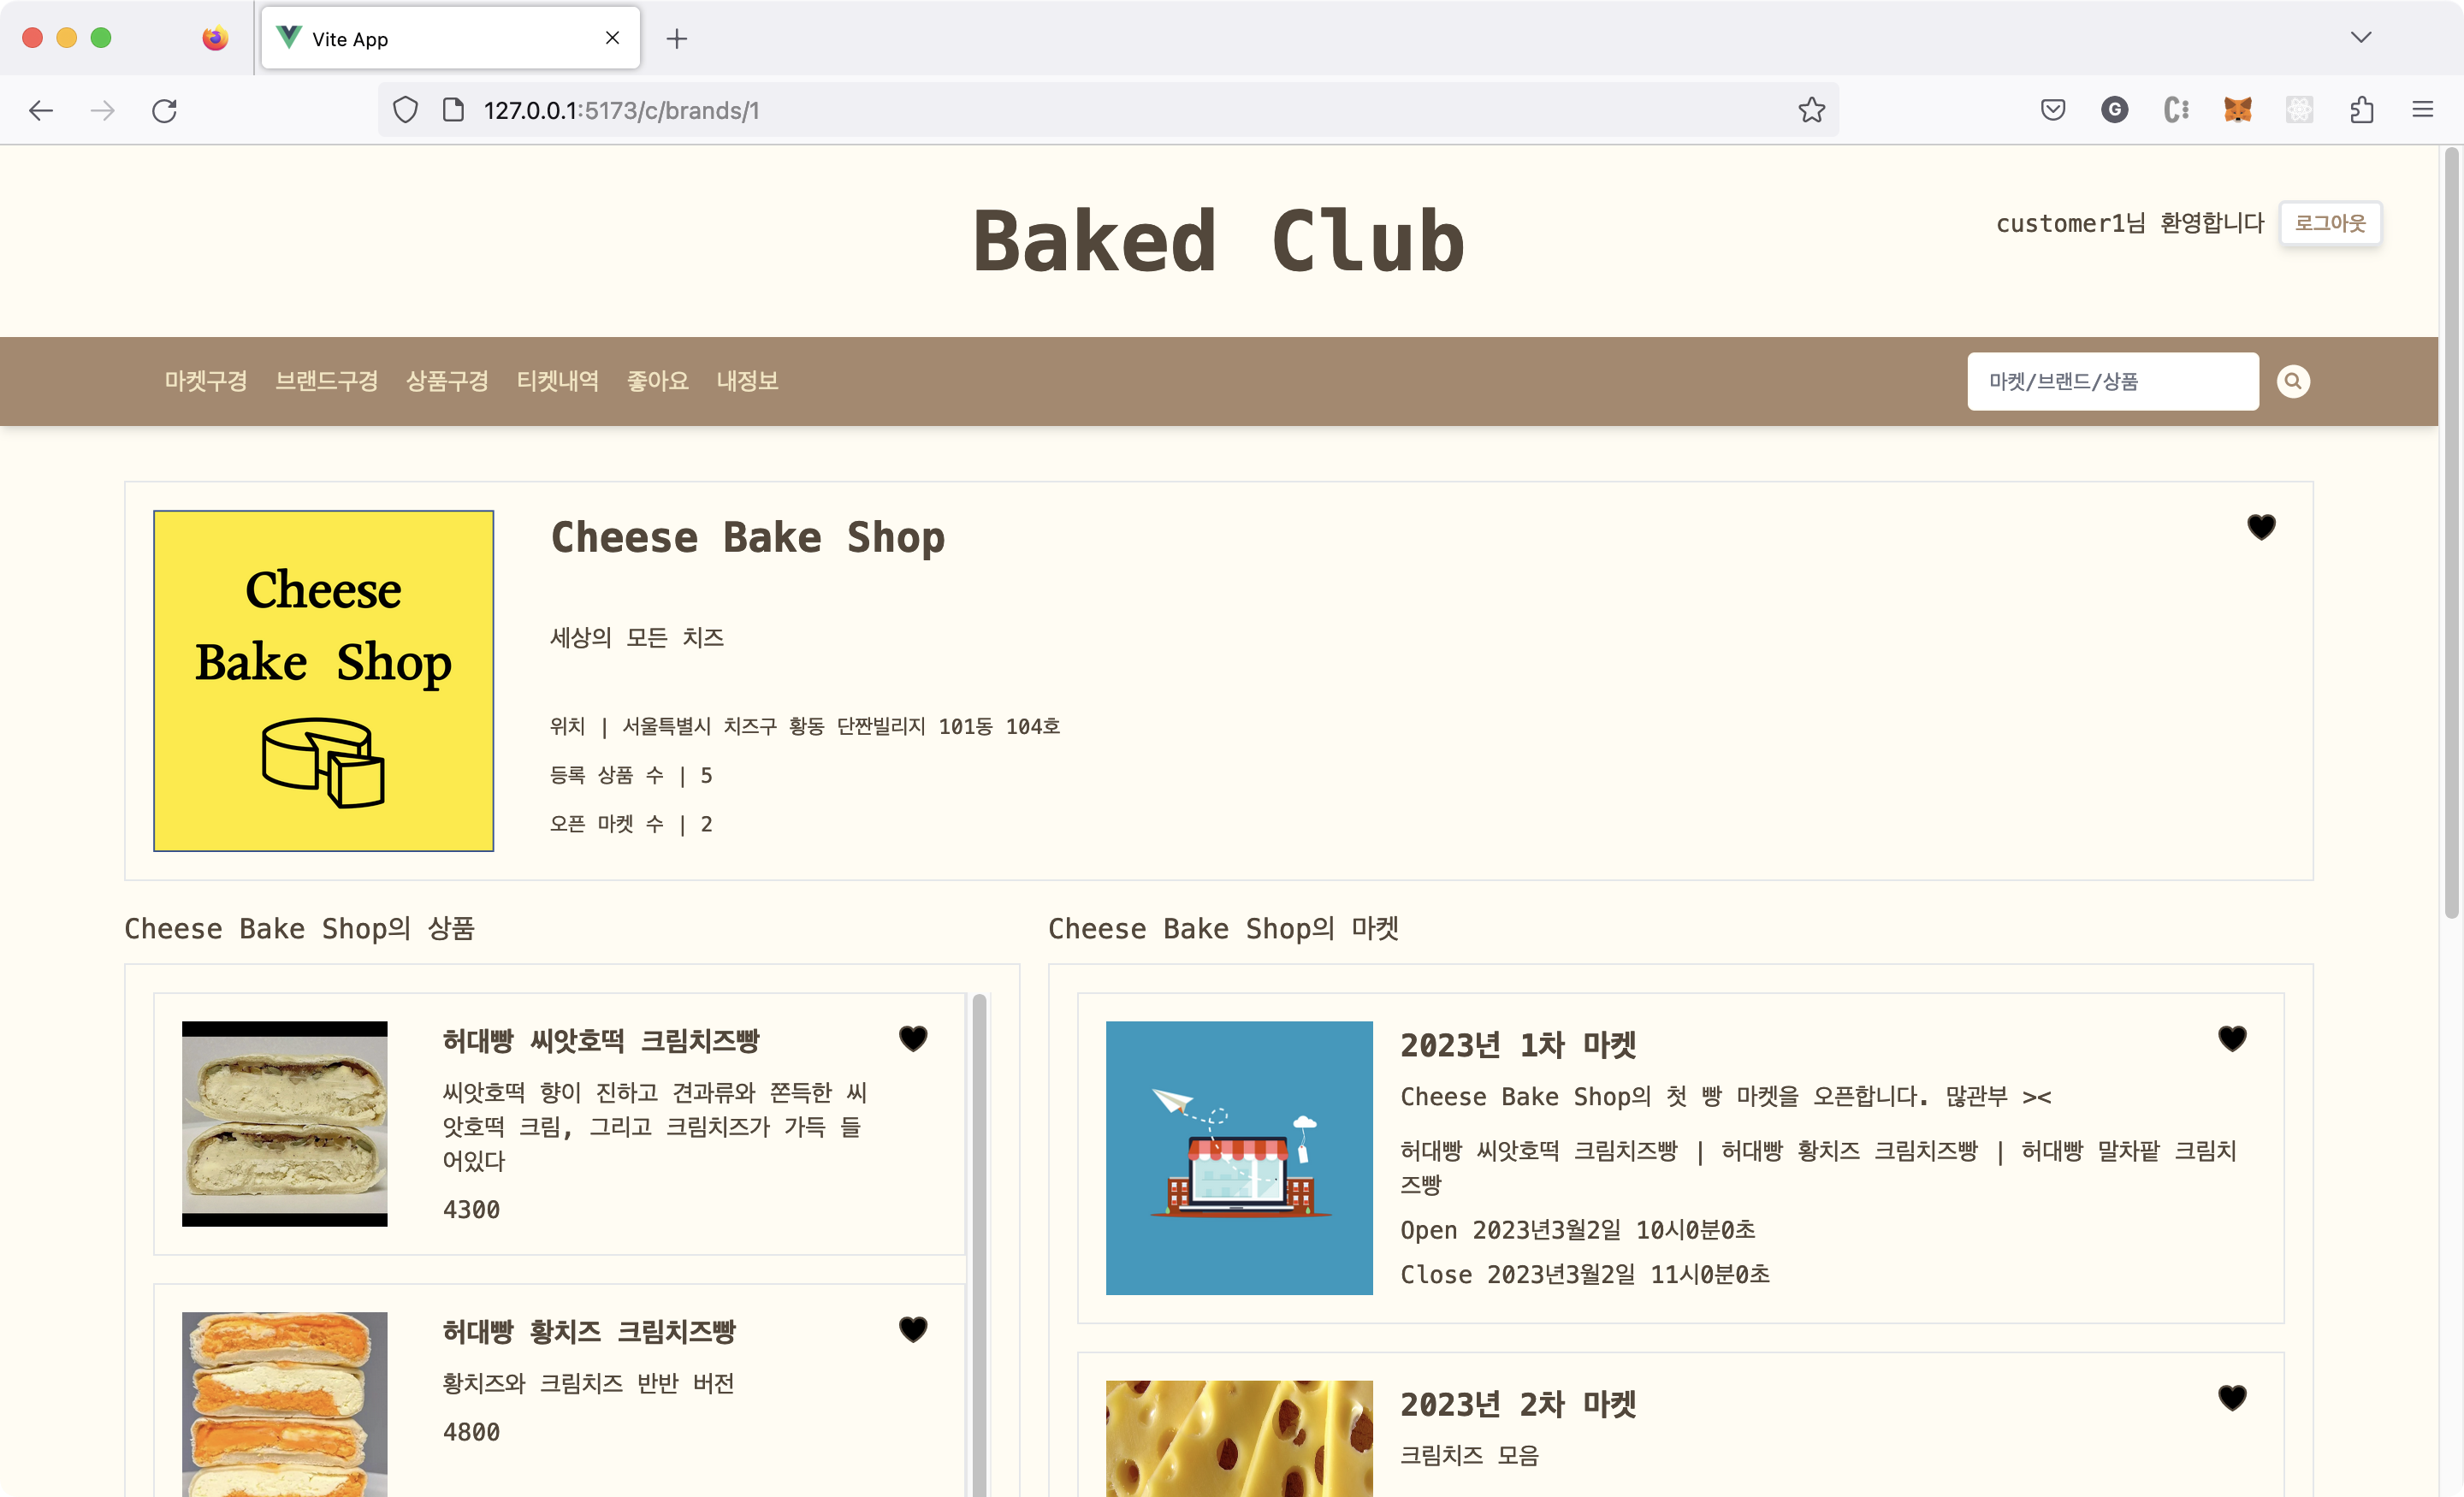 Vite App
127.0.0.1:5173/c/brands/1
G
Baked Club
customer1님 환영합니다
로그아웃
마켓구경 브랜드구경 상품구경 티켓내역 좋아요 내정보
마켓/브랜드/상품
Cheese
Bake Shop
Cheese Bake Shop
세상의 모든 치즈
위치 | 서울특별시 치즈구 황동 단짠빌리지 101동 104호
등록 상품 수 | 5
오픈 마켓 수 | 2
Cheese Bake Shop의 상품
허대빵 씨앗호떡 크림치즈빵
씨앗호떡 향이 진하고 견과류와 쫀득한 씨
앗호떡 크림, 그리고 크림치즈가 가득 들
어있다
4300
허대빵 황치즈 크림치즈빵
황치즈와 크림치즈 반반 버전
4800
Cheese Bake Shop의 마켓
2023년 1차 마켓
Cheese Bake Shop의 첫 빵 마켓을 오픈합니다. 많관부 ><
허대빵 씨앗호떡 크림치즈빵 | 허대빵 황치즈 크림치즈빵 | 허대빵 말차팥 크림치
즈빵
Open 2023년3월2일 10시0분0초
Close 2023년3월2일 11시0분0초
2023년 2차 마켓
크림치즈 모음